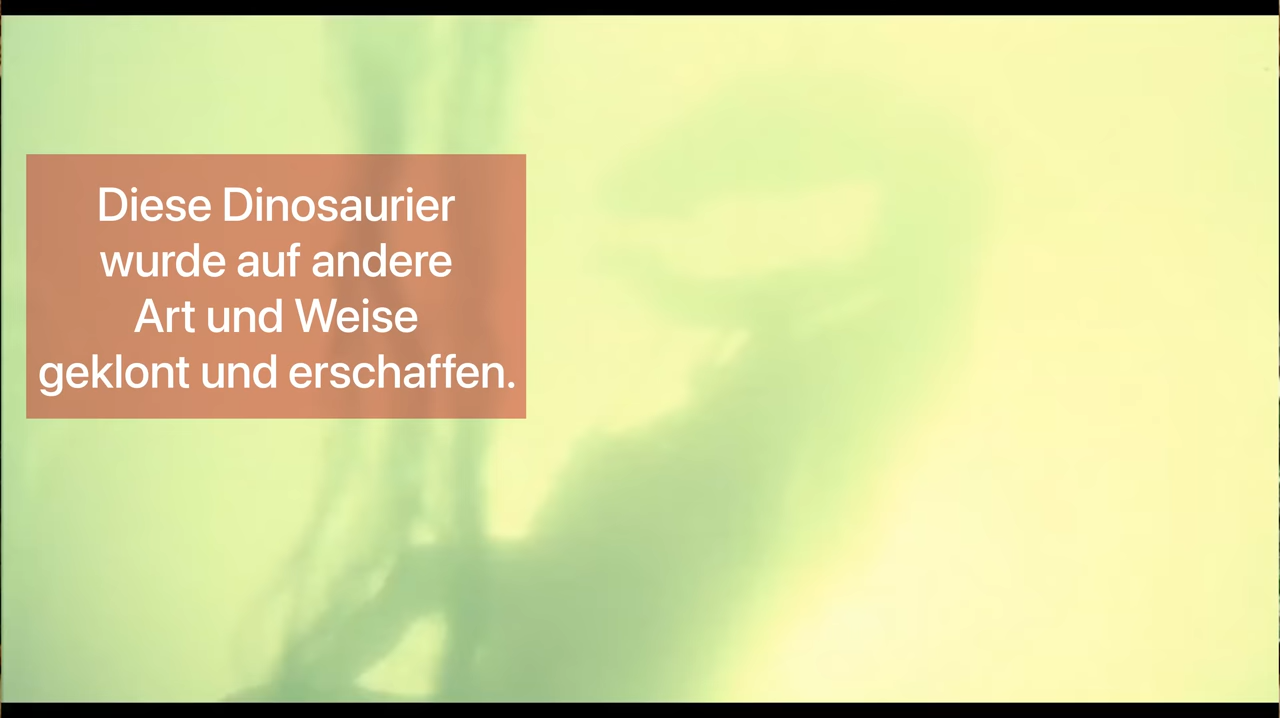 Diese Dinosaurier
wurde auf andere
Art und Weise
geklont und erschaffen.